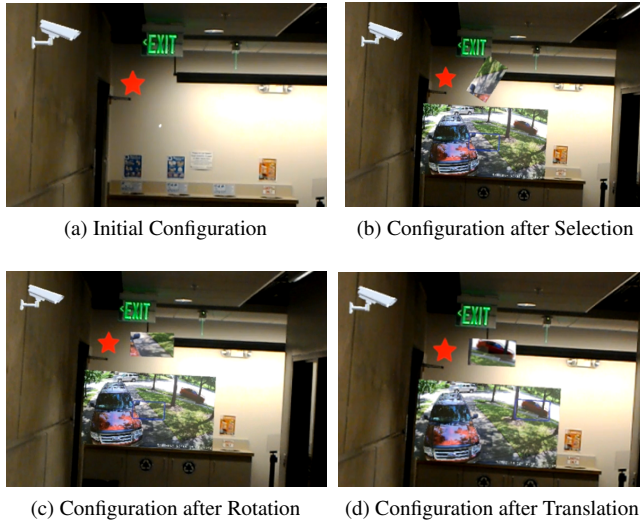 <EXIT
<EXIT
(a) Initial Configuration
(b) Configuration after Selection
<EXIT
<EXIT
(c) Configuration after Rotation
(d) Configuration after Translation